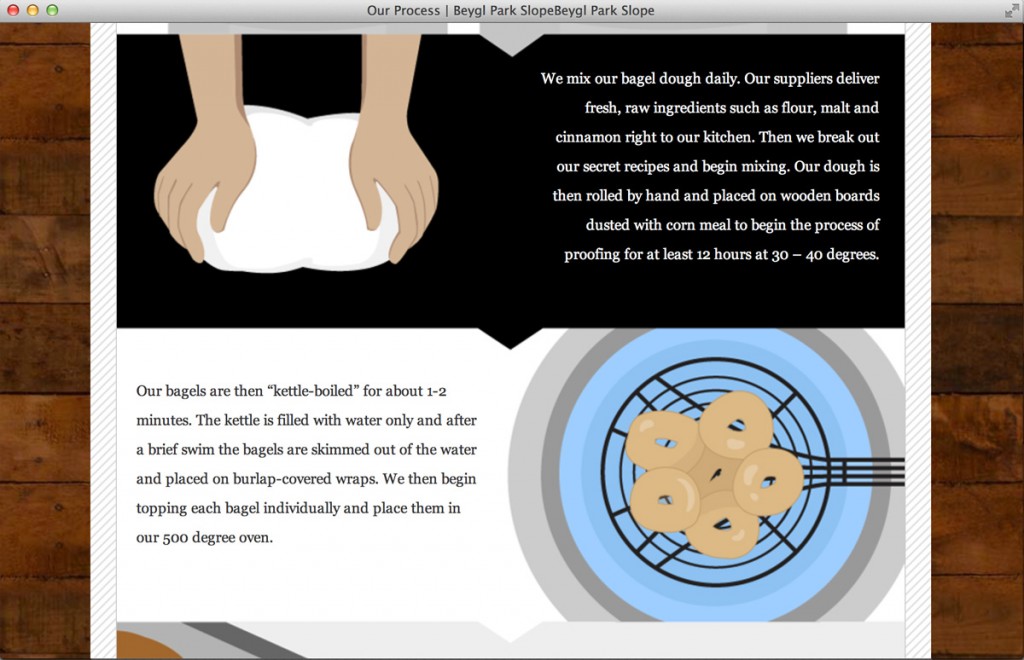 Our Process | Beygl Park SlopeBeygl Park Slope
We mix our bagel dough daily. Our suppliers deliver
fresh, raw ingredients such as flour, malt and
cinnamon right to our kitchen. Then we break out
our secret recipes and begin mixing. Our dough is
then rolled by hand and placed on wooden boards
dusted with corn meal to begin the process of
proofing for at least 12 hours at 30 – 40 degrees.
Our bagels are then “kettle-boiled” for about 1-2
minutes. The kettle is filled with water only and after
a brief swim the bagels are skimmed out of the water
and placed on burlap-covered wraps. We then begin
topping each bagel individually and place them in
our 500 degree oven.